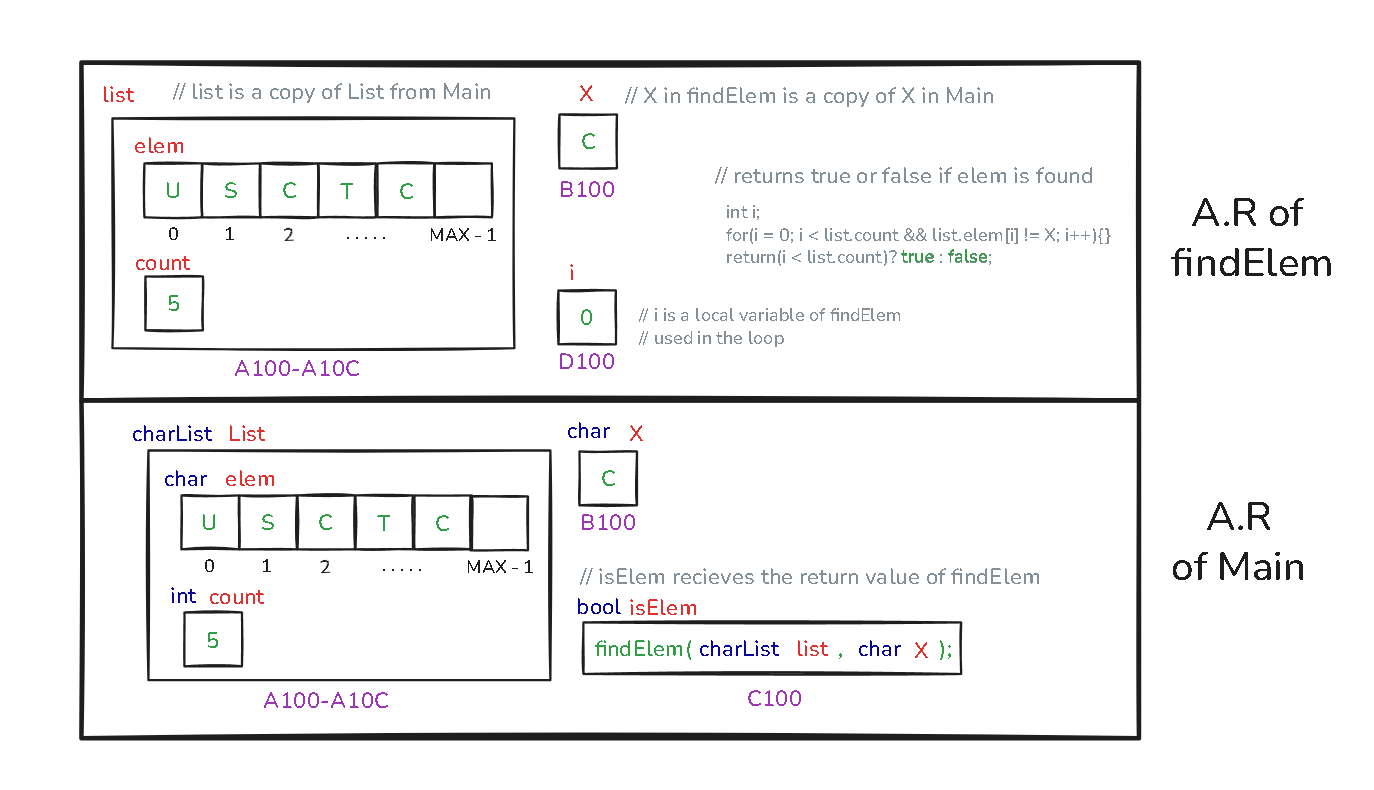 list // list is a copy of List from Main
X // X in findElem is a copy of X in Main
elem
U S C T C
0 1 2 ..... MAX - 1
count
5
A100-A10C
C
B100
// returns true or false if elem is found
int i;
for(i = 0; i < list.count && list.elem[i] != X; i++){}
return(i < list.count)? true : false;
i
0
// i is a local variable of findElem
// used in the loop
D100
A.R of
findElem
charList List
char elem
U S C T C
0 1 2 ..... MAX - 1
int count
5
A100-A10C
char X
C
B100
// isElem recieves the return value of findElem
bool isElem
findElem( charList list , char X );
C100
A.R
of Main